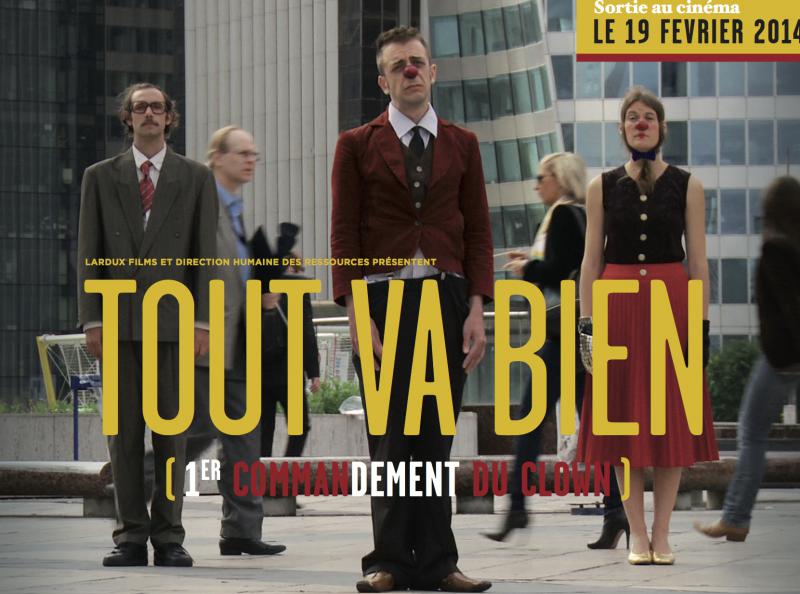 Sortie au cinéma
LE 19 FEVRIER 2014
LARDUX FILMS ET DIRECTION HUMAINE DES RESSOURCES PRÉSENTENT
TOUT VA BIEN
( 1ER COMMANDEMENT DU CLOWN )